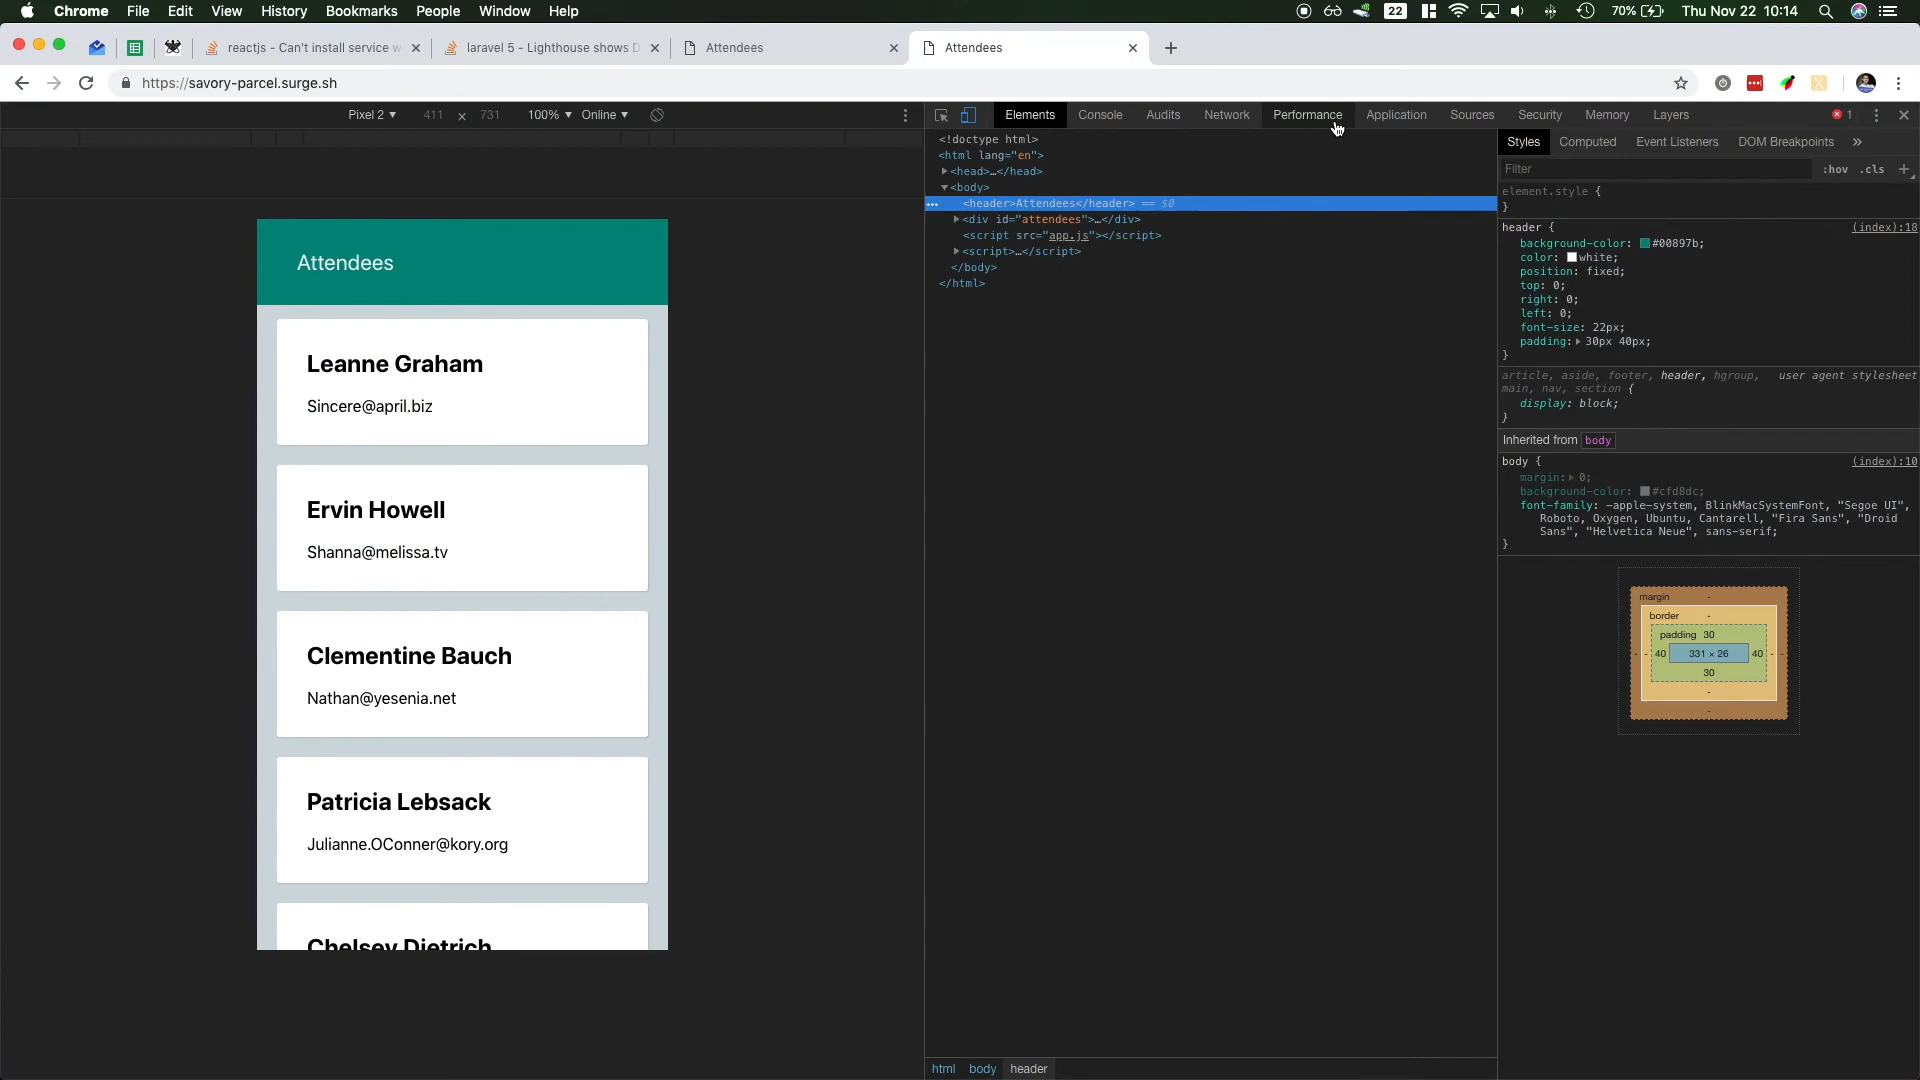 Chrome File Edit View History Bookmarks People Window Help 22 70% Thu Nov 22 10:14
reactjs - Can't install service w laravel 5 - Lighthouse shows D Attendees Attendees
https://savory-parcel.surge.sh
Pixel 2 411 x 731 100% Online
Elements Console Audits Network Performance Application Sources Security Memory Layers 1
Attendees
Leanne Graham
Sincere@april.biz
Ervin Howell
Shanna@melissa.tv
Clementine Bauch
Nathan@yesenia.net
Patricia Lebsack
Julianne.OConner@kory.org
Chelsey Dietrich
<!doctype html>
<html lang="en">
<head>…</head>
<body>
<header>Attendees</header> == $0
<div id="attendees">…</div>
<script src="app.js"></script>
<script>…</script>
</body>
</html>
html body header
Styles Computed Event Listeners DOM Breakpoints »
Filter :hov .cls +
element.style {
}
header { (index):18
background-color: #00897b;
color: white;
position: fixed;
top: 0;
right: 0;
left: 0;
font-size: 22px;
padding: 30px 40px;
}
article, aside, footer, header, hgroup, user agent stylesheet
main, nav, section {
display: block;
}
Inherited from body
body { (index):10
margin: 0;
background-color: #cfd8dc;
font-family: -apple-system, BlinkMacSystemFont, "Segoe UI",
Roboto, Oxygen, Ubuntu, Cantarell, "Fira Sans", "Droid
Sans", "Helvetica Neue", sans-serif;
}
margin -
border -
padding 30
- - 40 331 × 26 40 - -
30
-
-